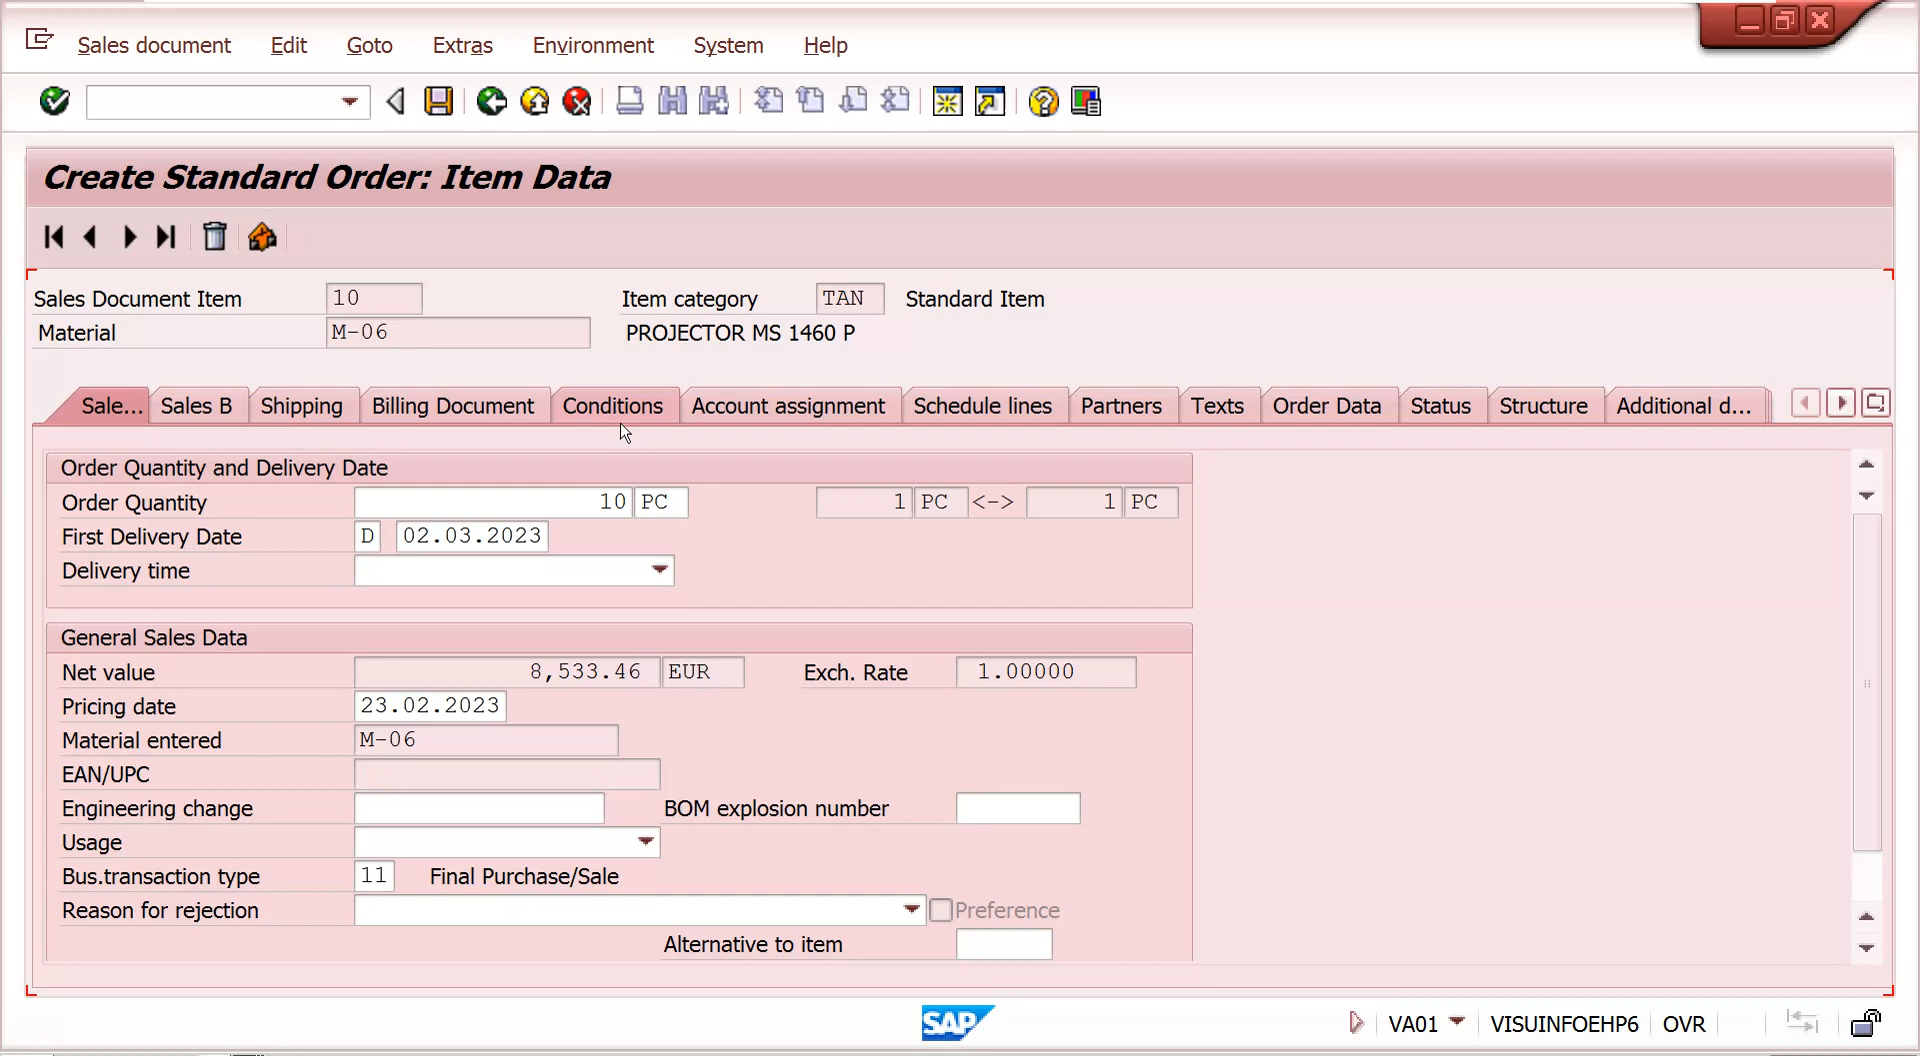 Sales document Edit Goto Extras Environment System Help
Create Standard Order: Item Data
Sales Document Item 10 Item category TAN Standard Item
Material M-06 PROJECTOR MS 1460 P
Sale... Sales B Shipping Billing Document Conditions Account assignment Schedule lines Partners Texts Order Data Status Structure Additional d...
Order Quantity and Delivery Date
Order Quantity 10 PC 1 PC <-> 1 PC
First Delivery Date D 02.03.2023
Delivery time
General Sales Data
Net value 8,533.46 EUR Exch. Rate 1.00000
Pricing date 23.02.2023
Material entered M-06
EAN/UPC
Engineering change BOM explosion number
Usage
Bus.transaction type 11 Final Purchase/Sale
Reason for rejection Preference
Alternative to item
SAP VA01 VISUINFOEHP6 OVR